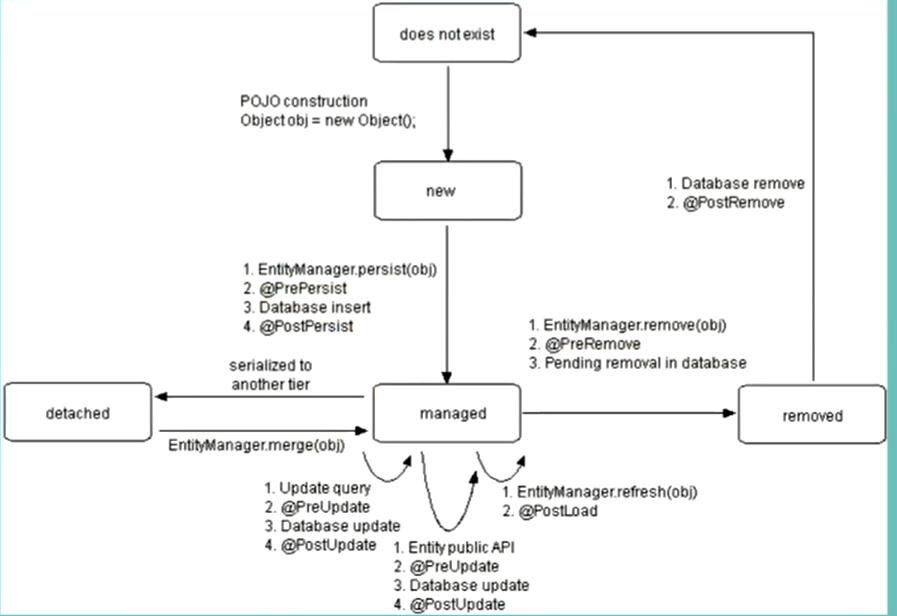 does not exist
POJO construction
Object obj = new Object();
new
1. Database remove
2. @PostRemove
1. EntityManager.persist(obj)
2. @PrePersist
3. Database insert
4. @PostPersist
1. EntityManager.remove(obj)
2. @PreRemove
3. Pending removal in database
serialized to
another tier
detached
managed
removed
EntityManager.merge(obj)
1. Update query
2. @PreUpdate
3. Database update
4. @PostUpdate
1. EntityManager.refresh(obj)
2. @PostLoad
1. Entity public API
2. @PreUpdate
3. Database update
4. @PostUpdate